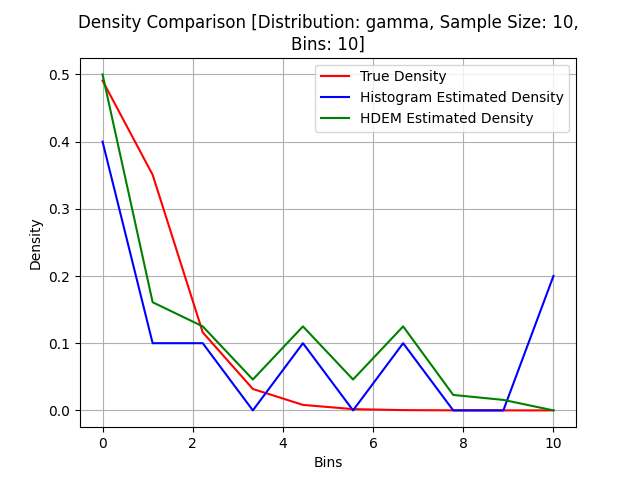 Density Comparison [Distribution: gamma, Sample Size: 10,
Bins: 10]
True Density
Histogram Estimated Density
HDEM Estimated Density
Density
0.5
0.4
0.3
0.2
0.1
0.0
0 2 4 6 8 10
Bins